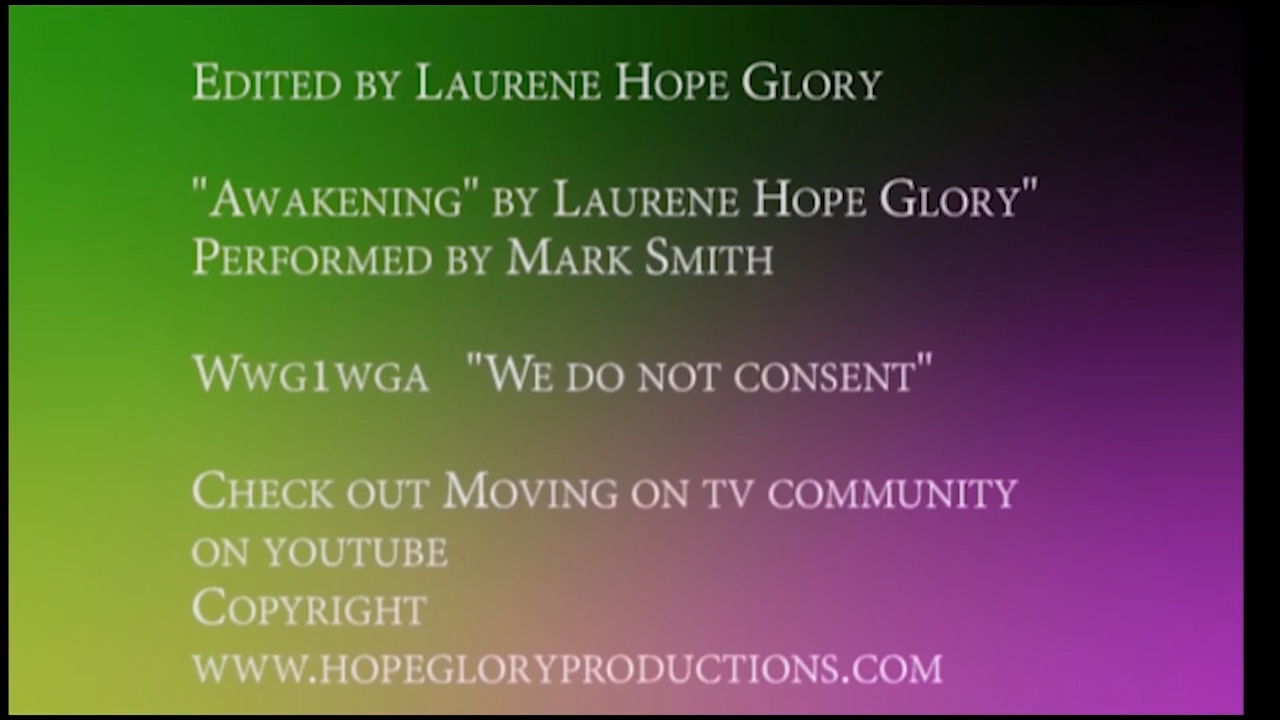 Edited by Laurene Hope Glory
"Awakening" by Laurene Hope Glory"
Performed by Mark Smith
Wwg1wga "We do not consent"
Check out Moving on tv community
on youtube
Copyright
www.hopegloryproductions.com